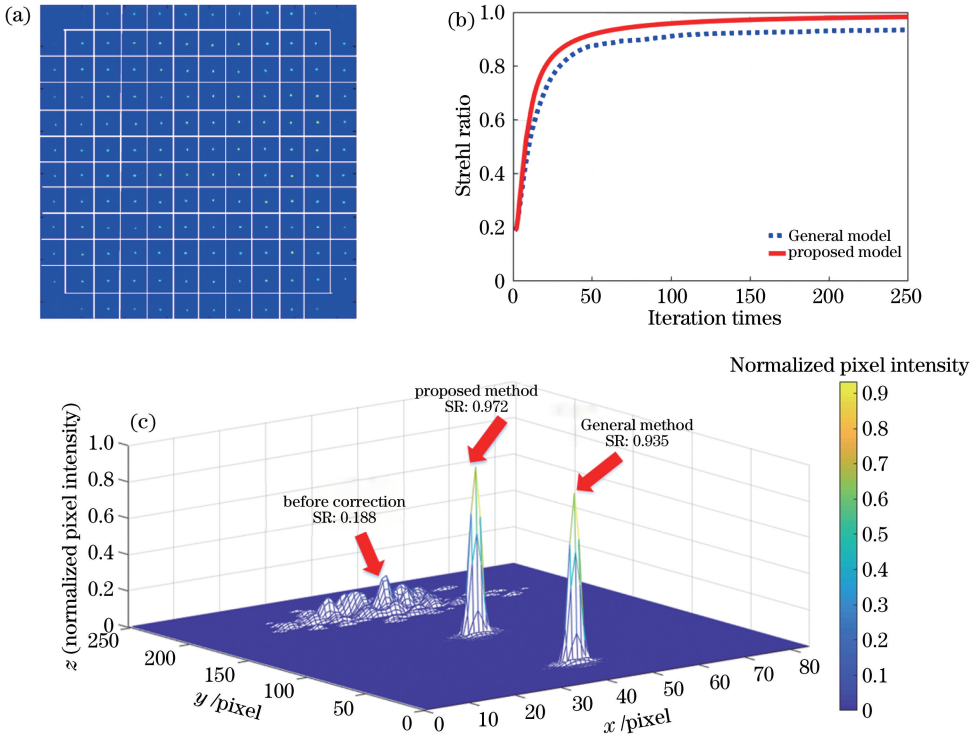 (a)
(b)
1.0
0.8
0.6
0.4
0.2
0
Strehl ratio
General model
proposed model
0 50 100 150 200 250
Iteration times
(c)
z (normalized pixel intensity)
1.0
0.8
0.6
0.4
0.2
0
before correction
SR: 0.188
proposed method
SR: 0.972
General method
SR: 0.935
250
200
150
100
50
0
y /pixel
0 10 20 30 40 50 60 70 80
x /pixel
Normalized pixel intensity
0.9
0.8
0.7
0.6
0.5
0.4
0.3
0.2
0.1
0